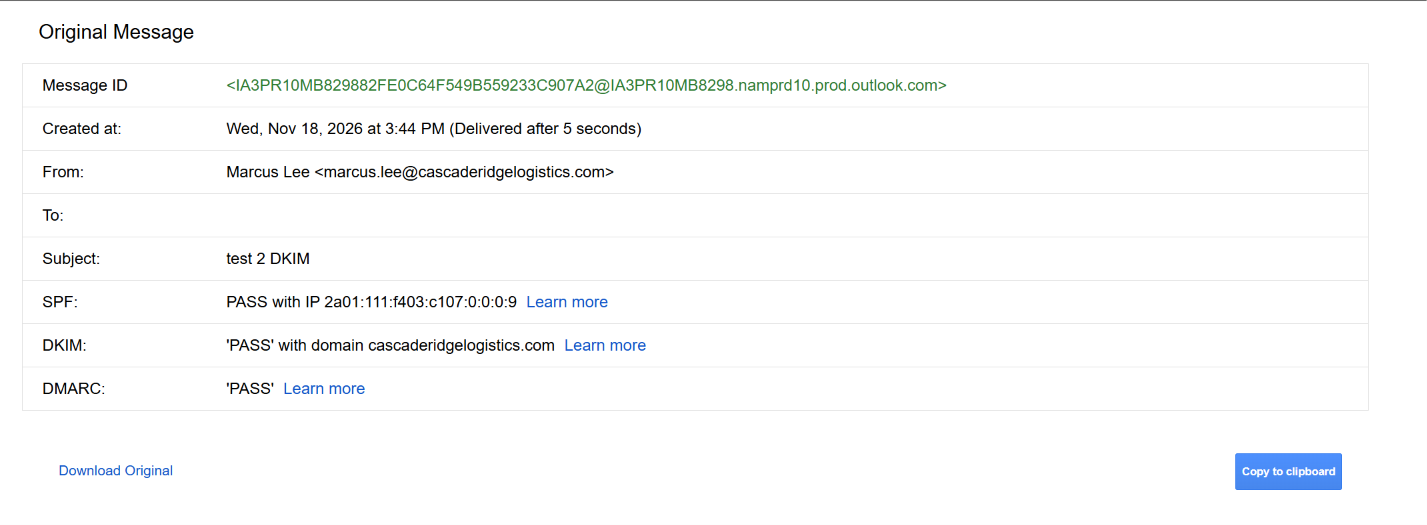 Original Message
Message ID <IA3PR10MB829882FE0C64F549B559233C907A2@IA3PR10MB8298.namprd10.prod.outlook.com>
Created at: Wed, Nov 18, 2026 at 3:44 PM (Delivered after 5 seconds)
From: Marcus Lee <marcus.lee@cascaderidgelogistics.com>
To:
Subject: test 2 DKIM
SPF: PASS with IP 2a01:111:f403:c107:0:0:0:9 Learn more
DKIM: 'PASS' with domain cascaderidgelogistics.com Learn more
DMARC: 'PASS' Learn more
Download Original Copy to clipboard